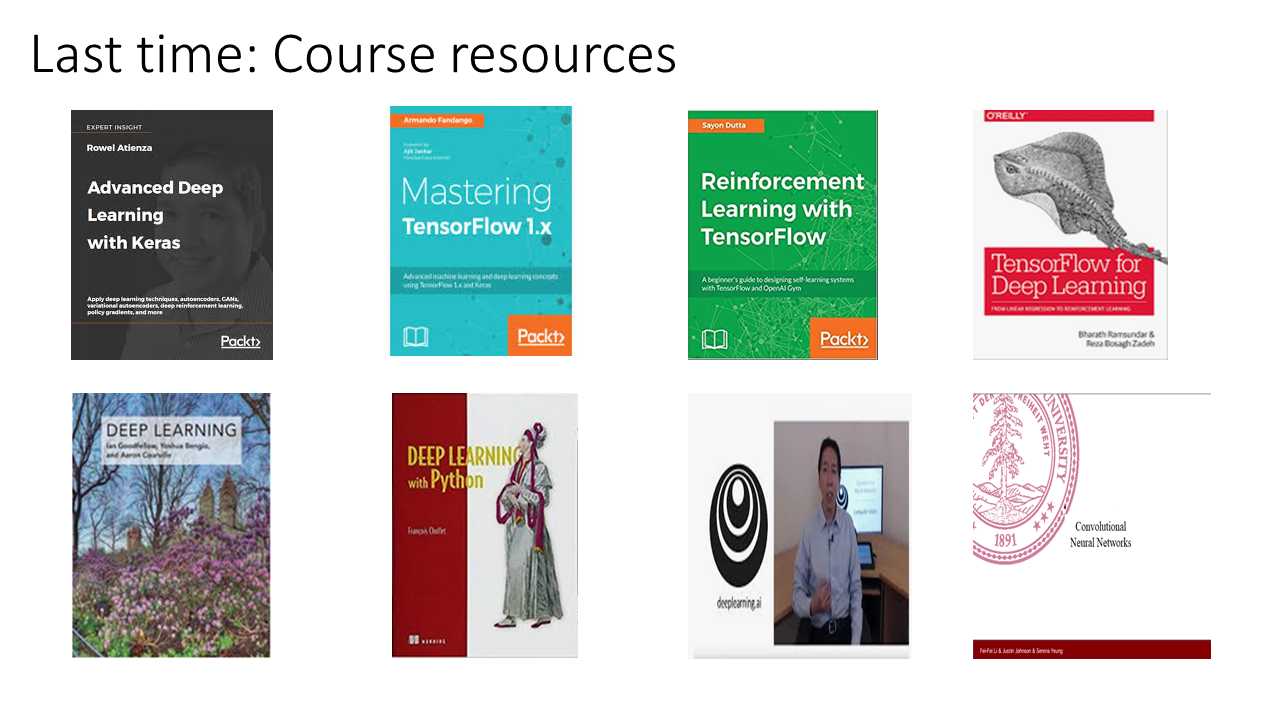 Last time: Course resources
EXPERT INSIGHT
Rowel Atienza
Advanced Deep
Learning
with Keras
Apply deep learning techniques, autoencoders, GANs,
variational autoencoders, deep reinforcement learning,
policy gradients, and more
Packt>
Armando Fandango
Foreword by
Ajit Jaokar
Mastering
TensorFlow 1.x
Advanced machine learning and deep learning concepts
using TensorFlow 1.x and Keras
Packt>
Sayon Dutta
Reinforcement
Learning with
TensorFlow
A beginner's guide to designing self-learning systems
with TensorFlow and OpenAI Gym
Packt>
O'REILLY
TensorFlow for
Deep Learning
FROM LINEAR REGRESSION TO REINFORCEMENT LEARNING
Bharath Ramsundar &
Reza Bosagh Zadeh
DEEP LEARNING
Ian Goodfellow, Yoshua Bengio,
and Aaron Courville
DEEP LEARNING
with Python
François Chollet
MANNING
deeplearning.ai
DER FREIHEIT WEHT
UNIVERSITY
1891
Convolutional
Neural Networks
Fei-Fei Li & Justin Johnson & Serena Yeung